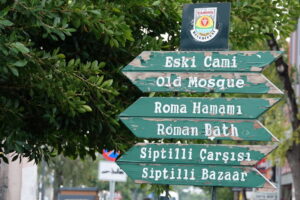 Eski Cami
Old Mosque
Roma Hamamı
Roman Bath
Siptilli Çarşısı
Siptilli Bazaar